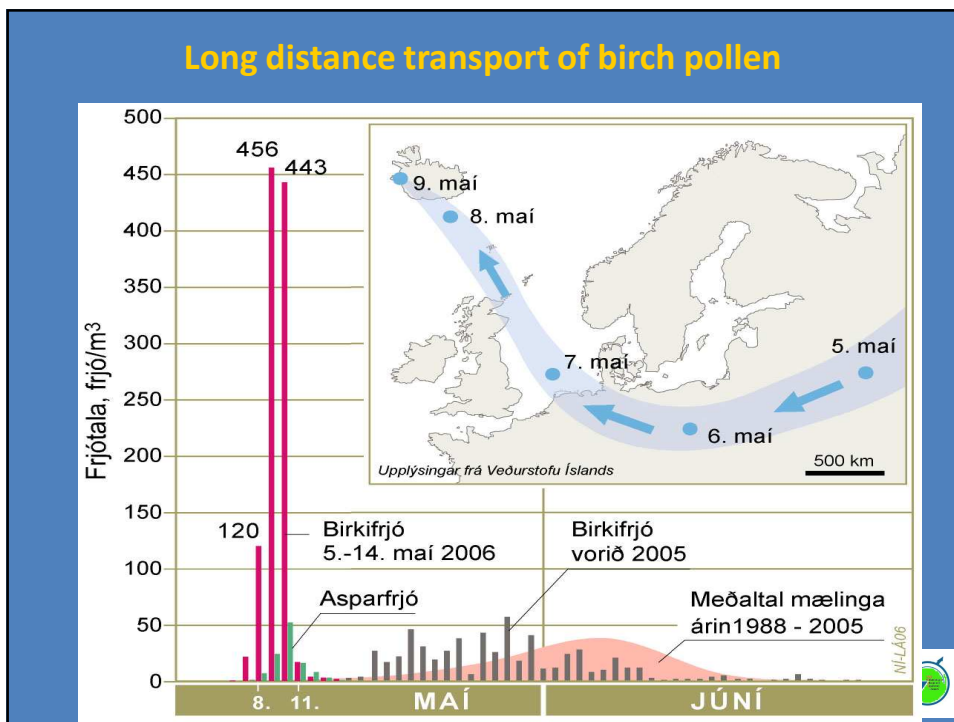 Long distance transport of birch pollen
500
450
400
350
300
250
200
150
100
50
0
Frjótala, frjó/m³
456
443
120
Birkifrjó
5.-14. maí 2006
Asparfrjó
9. maí
8. maí
7. maí
6. maí
5. maí
Upplýsingar frá Veðurstofu Íslands
500 km
Birkifrjó
vorið 2005
Meðaltal mælinga
árin1988 - 2005
NÍ-LÁ06
8.
11.
MAÍ
JÚNÍ